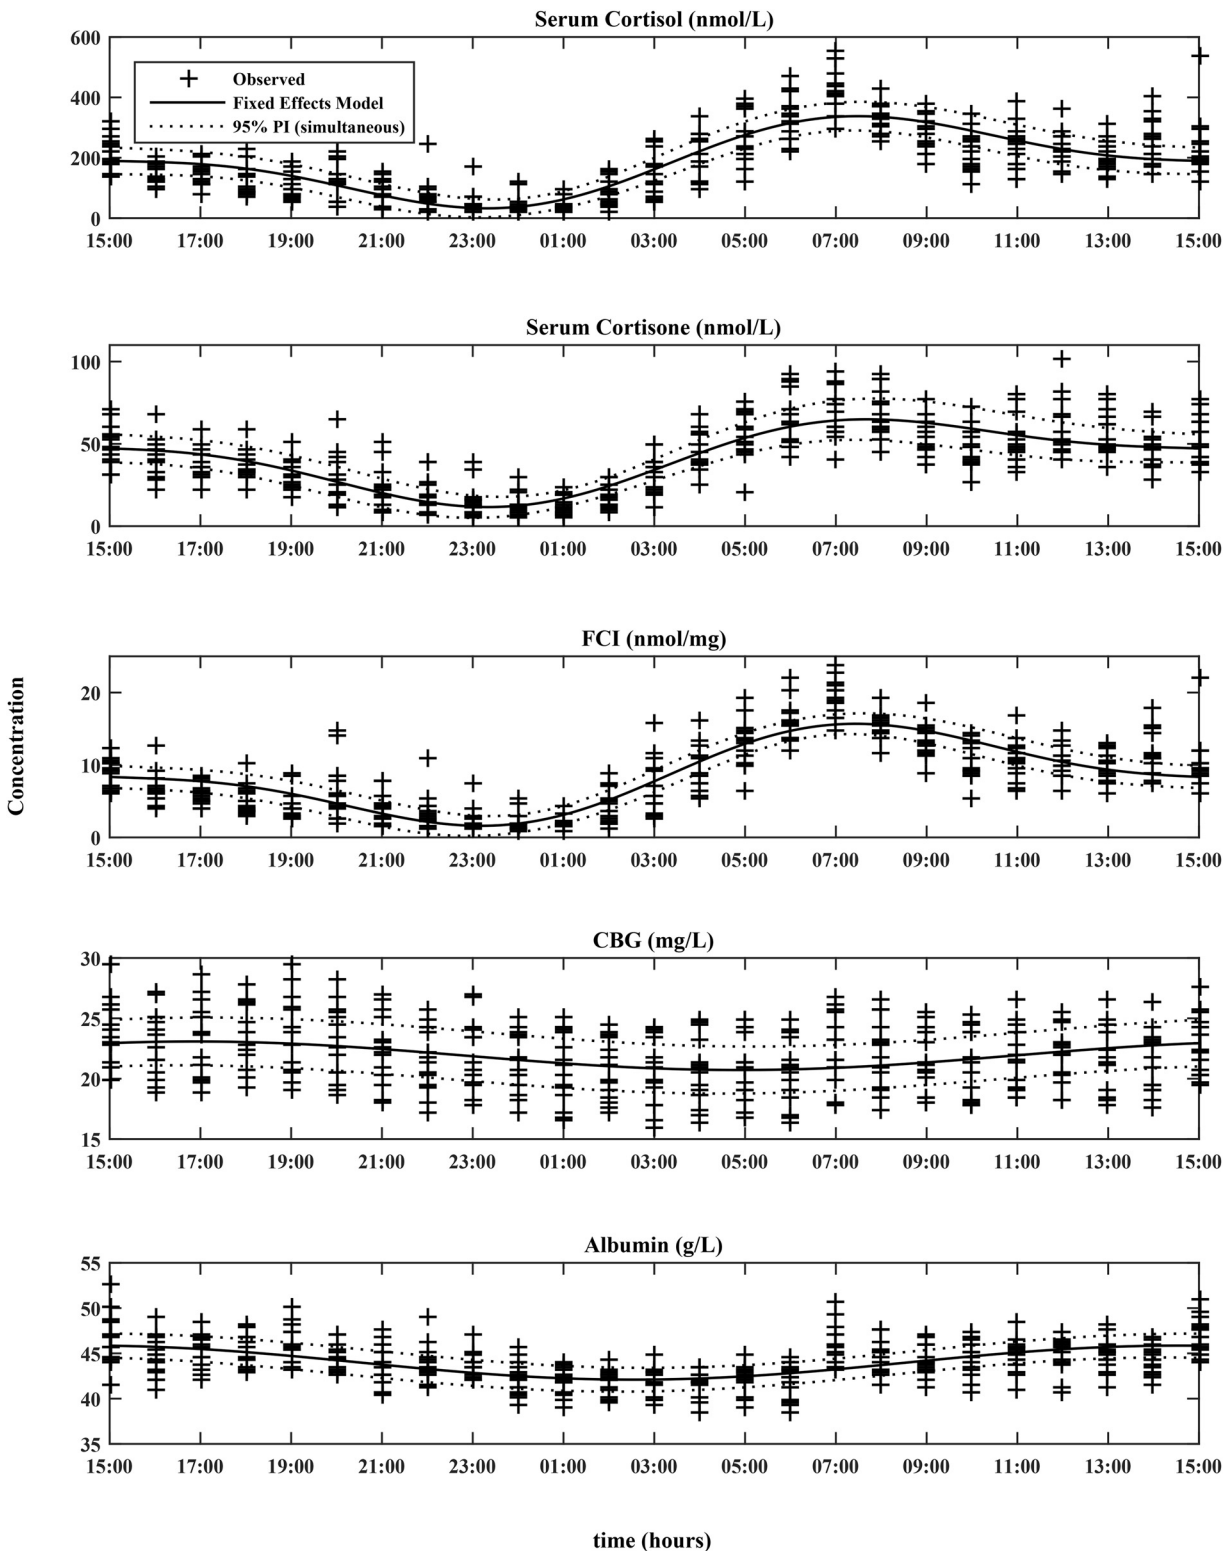 Serum Cortisol (nmol/L)
600
400
200
0
Observed
Fixed Effects Model
95% PI (simultaneous)
15:00 17:00 19:00 21:00 23:00 01:00 03:00 05:00 07:00 09:00 11:00 13:00 15:00
Serum Cortisone (nmol/L)
100
50
0
15:00 17:00 19:00 21:00 23:00 01:00 03:00 05:00 07:00 09:00 11:00 13:00 15:00
Concentration
FCI (nmol/mg)
20
10
0
15:00 17:00 19:00 21:00 23:00 01:00 03:00 05:00 07:00 09:00 11:00 13:00 15:00
CBG (mg/L)
30
25
20
15
15:00 17:00 19:00 21:00 23:00 01:00 03:00 05:00 07:00 09:00 11:00 13:00 15:00
Albumin (g/L)
55
50
45
40
35
15:00 17:00 19:00 21:00 23:00 01:00 03:00 05:00 07:00 09:00 11:00 13:00 15:00
time (hours)